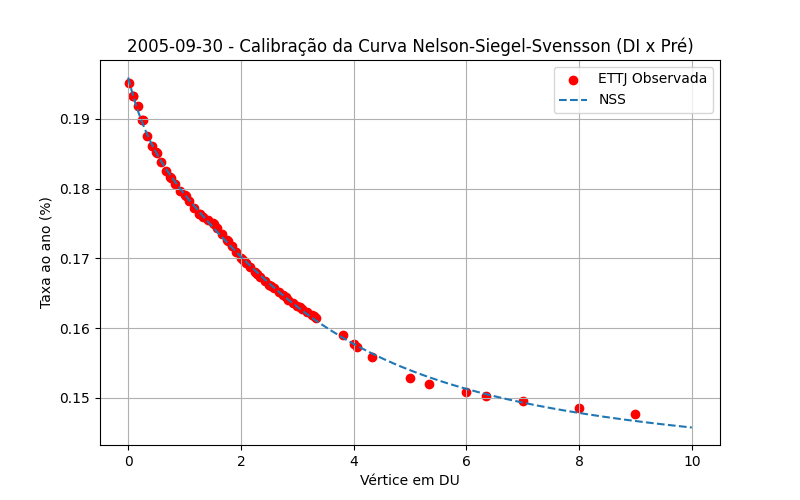 2005-09-30 - Calibração da Curva Nelson-Siegel-Svensson (DI x Pré)
ETTJ Observada
NSS
Taxa ao ano (%)
0.19
0.18
0.17
0.16
0.15
0
2
4
6
8
10
Vértice em DU